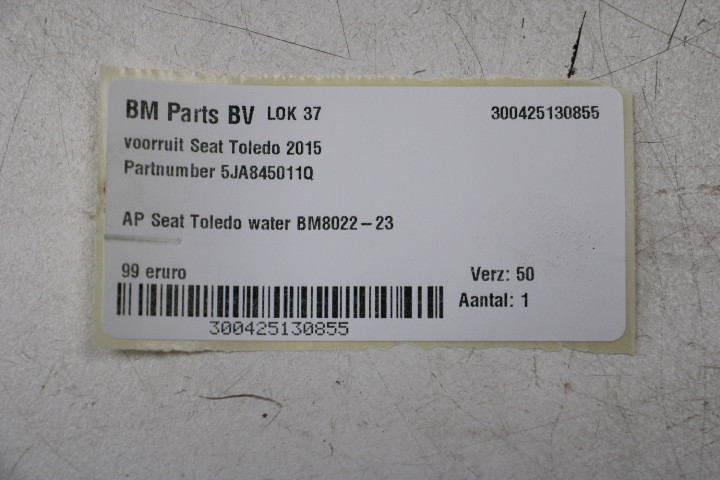 BM Parts BV LOK 37 300425130855
voorruit Seat Toledo 2015
Partnumber 5JA845011Q
AP Seat Toledo water BM8022-23
99 eruro Verz: 50
Aantal: 1
300425130855